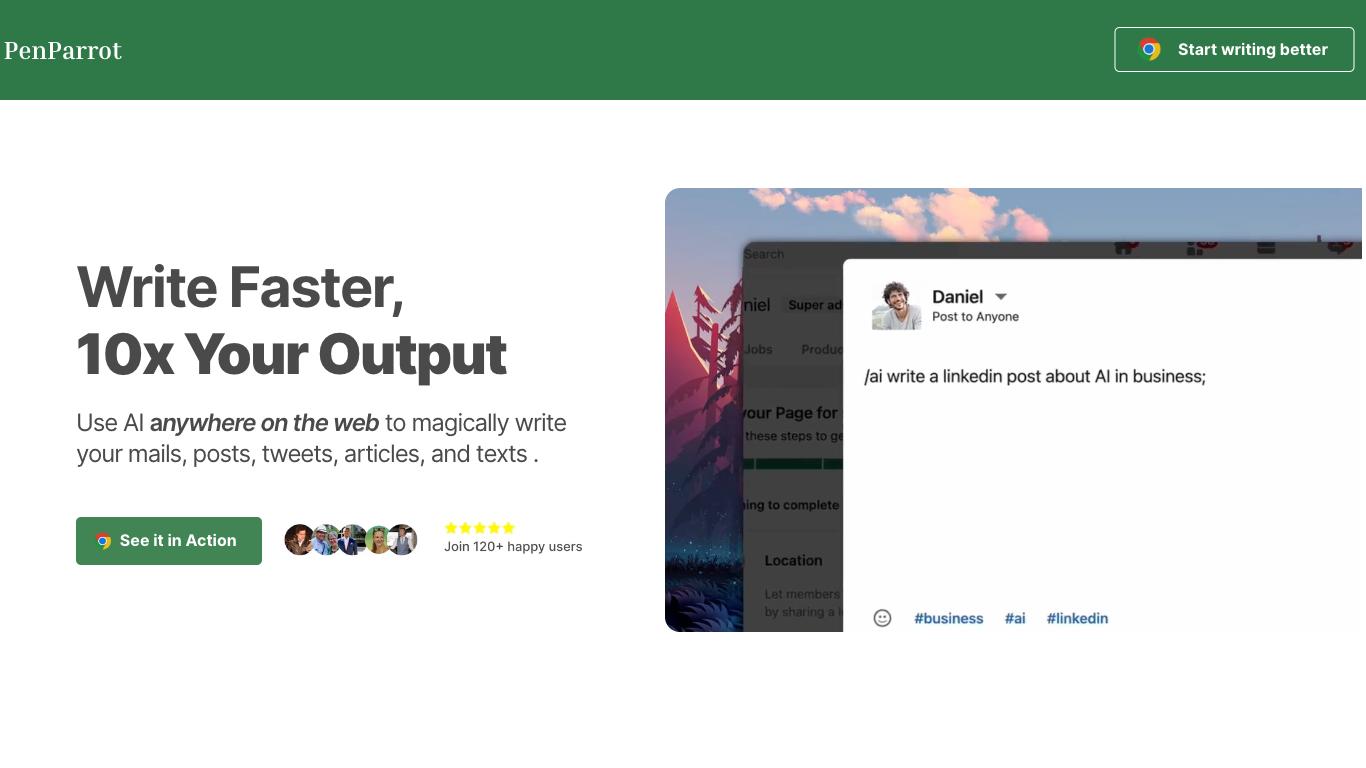 PenParrot
Start writing better
Write Faster,
10x Your Output
Use AI anywhere on the web to magically write
your mails, posts, tweets, articles, and texts .
See it in Action
Join 120+ happy users
Search
niel
Super ad
Jobs
Produc
your Page for
these steps to ge
ing to complete
Location
Let members
by sharing a l
Daniel
Post to Anyone
/ai write a linkedin post about AI in business;
#business #ai #linkedin